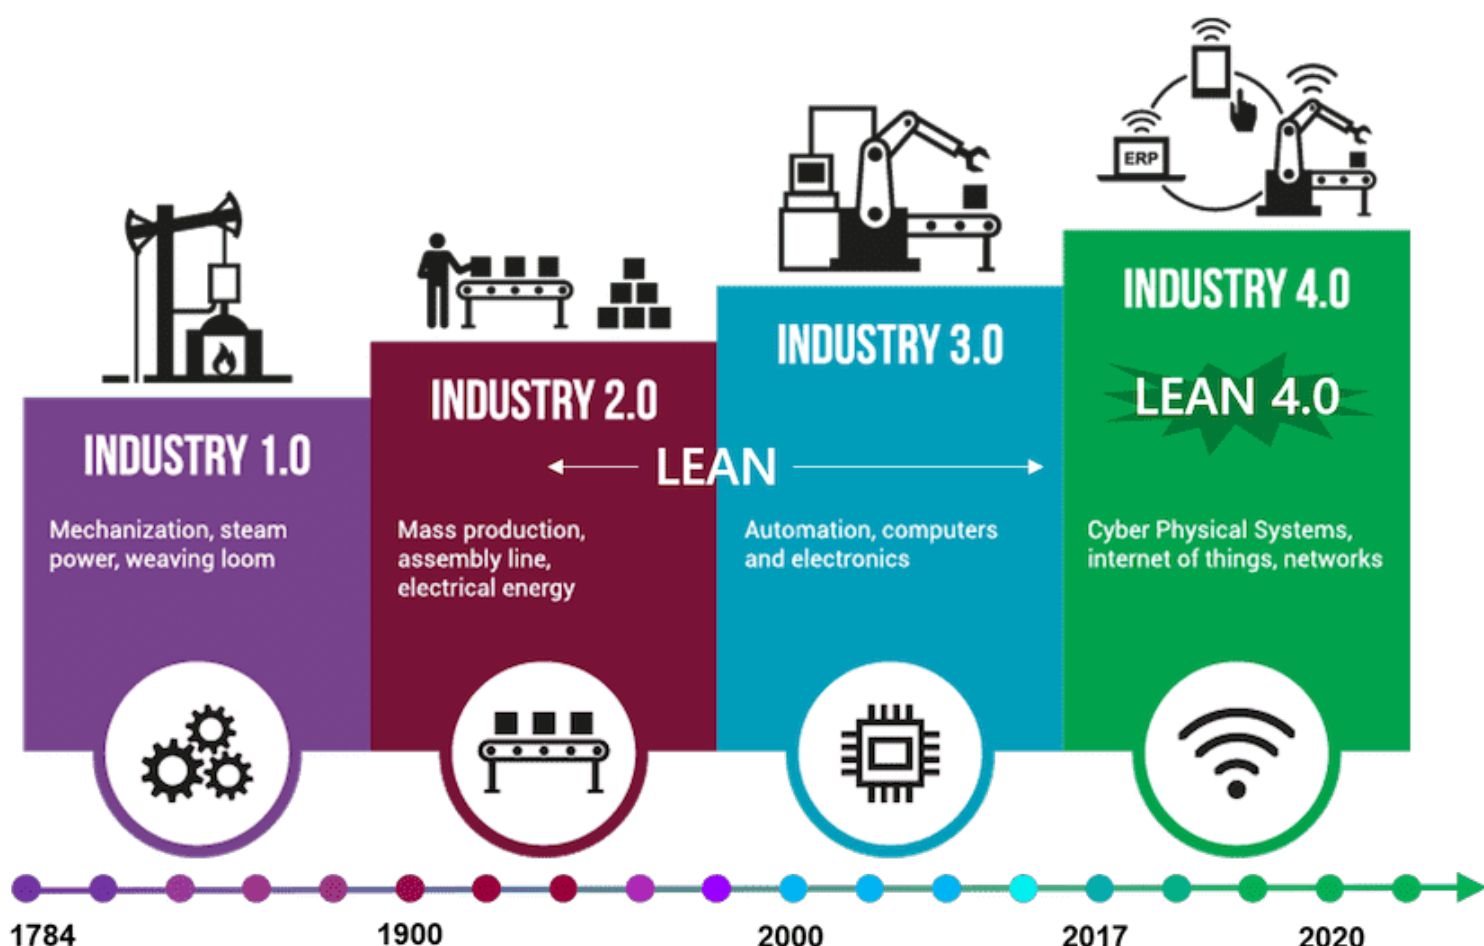 ERP
INDUSTRY 1.0
Mechanization, steam
power, weaving loom
INDUSTRY 2.0
Mass production,
assembly line,
electrical energy
LEAN
INDUSTRY 3.0
Automation, computers
and electronics
INDUSTRY 4.0
LEAN 4.0
Cyber Physical Systems,
internet of things, networks
1784
1900
2000
2017
2020